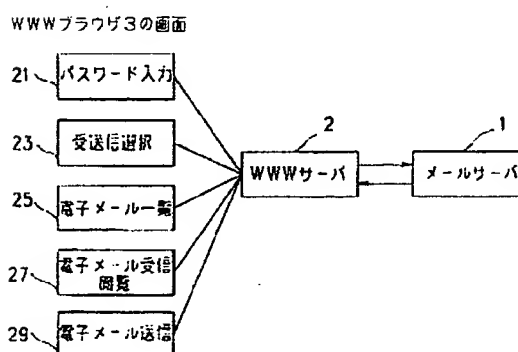 WWWブラウザ3の画面
21
パスワード入力
23
受送信選択
25
電子メール一覧
27
電子メール受信
閲覧
29
電子メール送信
2
WWWサーバ
1
メールサーバ